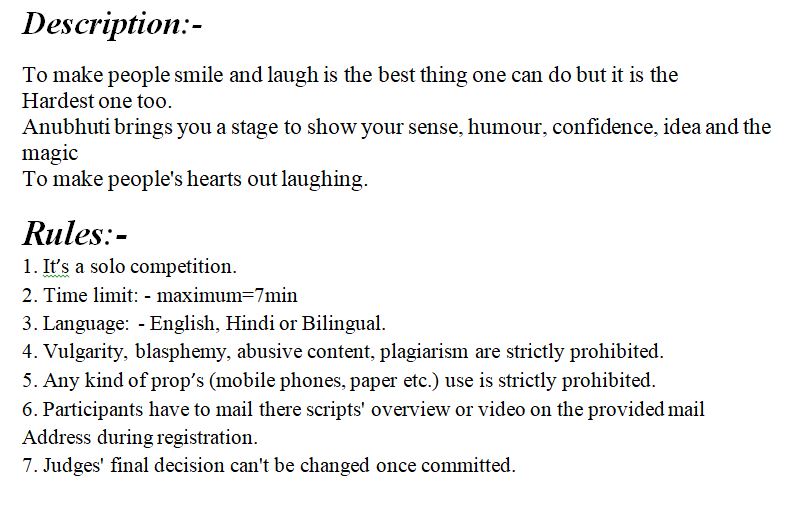 Description:-
To make people smile and laugh is the best thing one can do but it is the
Hardest one too.
Anubhuti brings you a stage to show your sense, humour, confidence, idea and the
magic
To make people's hearts out laughing.
Rules:-
1. It's a solo competition.
2. Time limit: - maximum=7min
3. Language:  - English, Hindi or Bilingual.
4. Vulgarity, blasphemy, abusive content, plagiarism are strictly prohibited.
5. Any kind of prop's (mobile phones, paper etc.) use is strictly prohibited.
6. Participants have to mail there scripts' overview or video on the provided mail
Address during registration.
7. Judges' final decision can't be changed once committed.